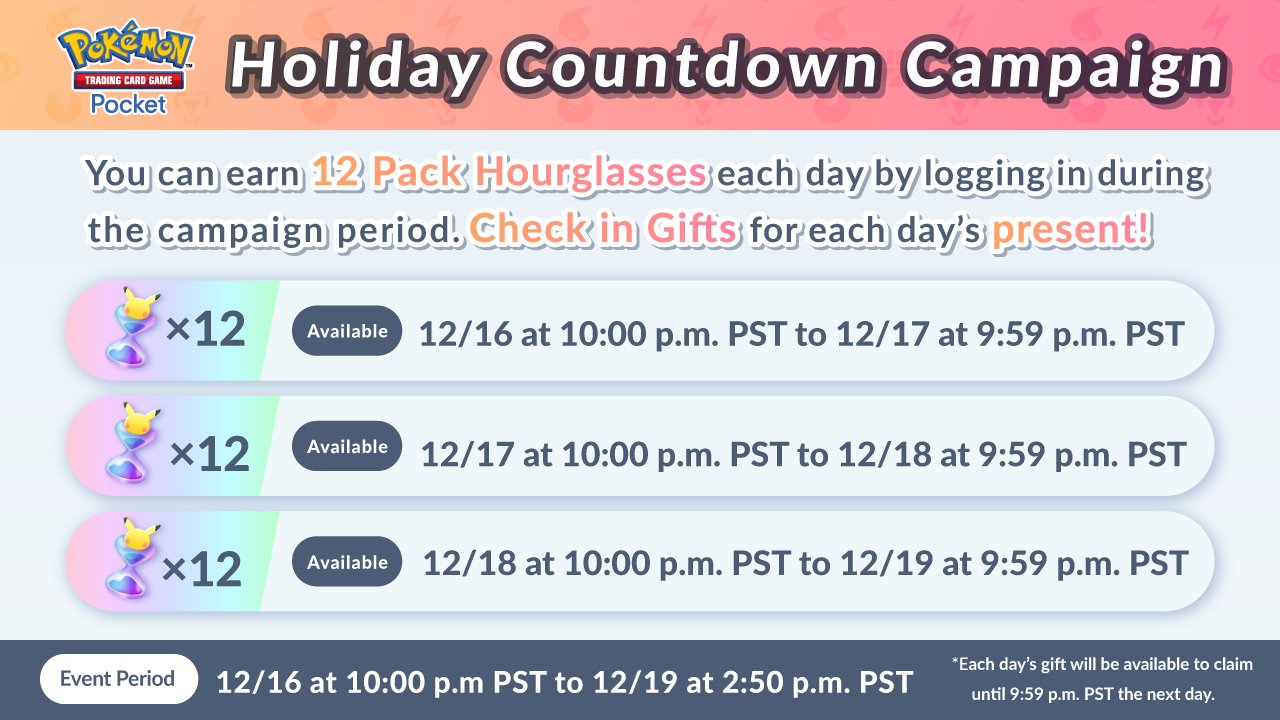 Pokémon
TRADING CARD GAME
Pocket
Holiday Countdown Campaign
You can earn 12 Pack Hourglasses each day by logging in during
the campaign period. Check in Gifts for each day's present!
×12 Available 12/16 at 10:00 p.m. PST to 12/17 at 9:59 p.m. PST
×12 Available 12/17 at 10:00 p.m. PST to 12/18 at 9:59 p.m. PST
×12 Available 12/18 at 10:00 p.m. PST to 12/19 at 9:59 p.m. PST
Event Period 12/16 at 10:00 p.m PST to 12/19 at 2:50 p.m. PST
*Each day's gift will be available to claim
until 9:59 p.m. PST the next day.